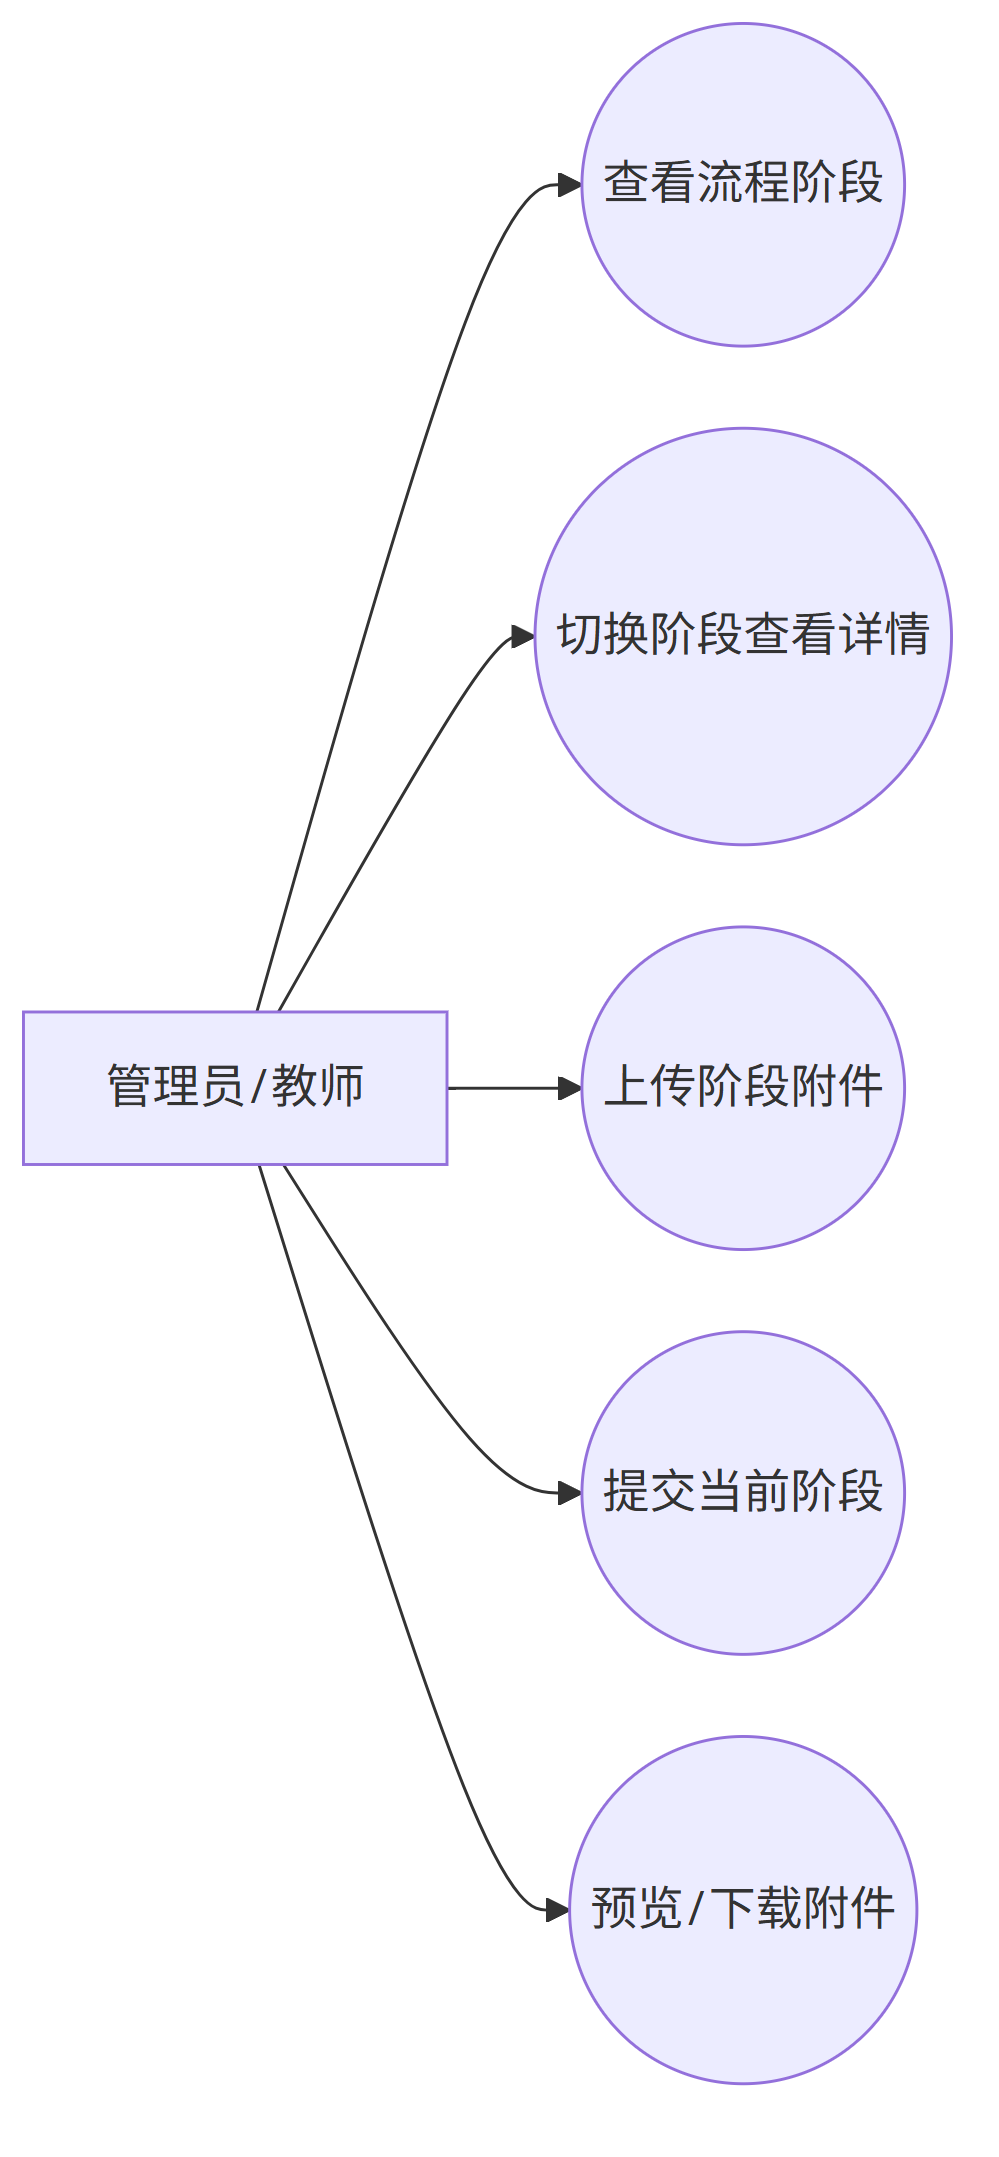 查看流程阶段
切换阶段查看详情
管理员/教师
上传阶段附件
提交当前阶段
预览/下载附件